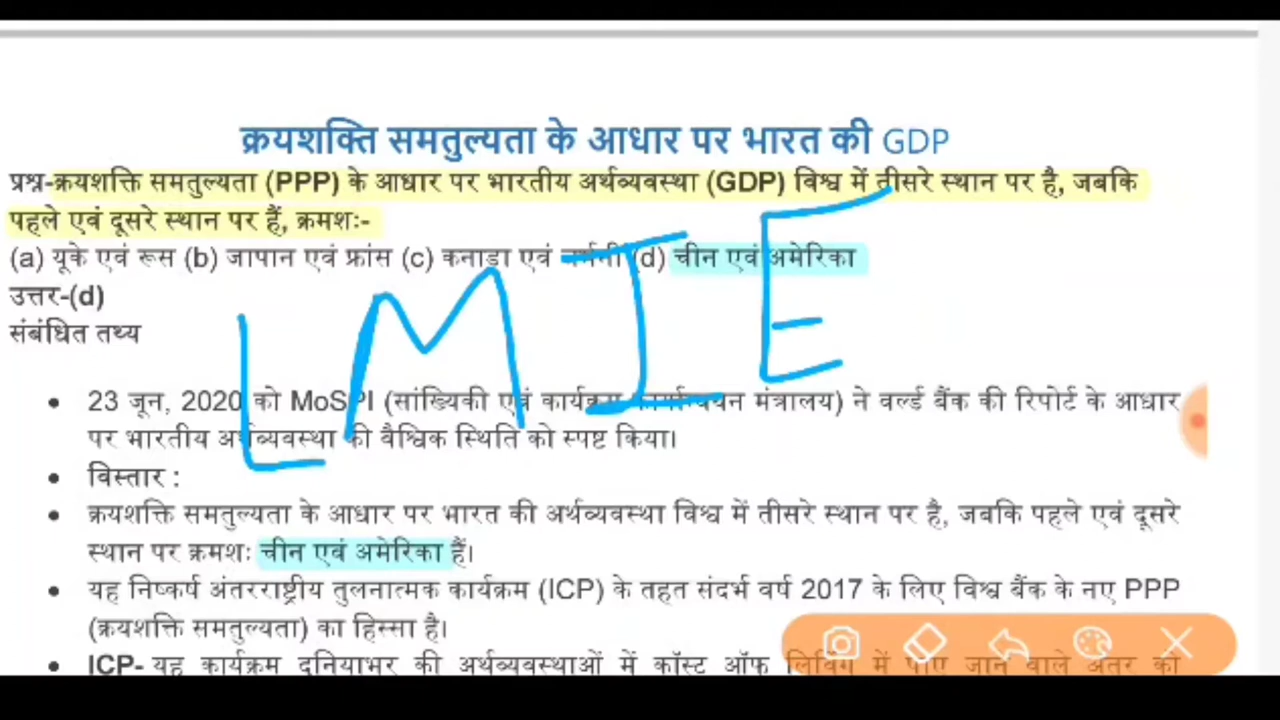 क्रयशक्ति समतुल्यता के आधार पर भारत की GDP
प्रश्न-क्रयशक्ति समतुल्यता (PPP) के आधार पर भारतीय अर्थव्यवस्था (GDP) विश्व में तीसरे स्थान पर है, जबकि
पहले एवं दूसरे स्थान पर हैं, क्रमशः-
(a) यूके एवं रूस (b) जापान एवं फ्रांस (c) कनाडा एवं जर्मनी (d) चीन एवं अमेरिका
उत्तर-(d)
संबंधित तथ्य
LMIE
• 23 जून, 2020 को MoSPI (सांख्यिकी एवं कार्यक्रम कार्यान्वयन मंत्रालय) ने वर्ल्ड बैंक की रिपोर्ट के आधार
पर भारतीय अर्थव्यवस्था की वैश्विक स्थिति को स्पष्ट किया।
• विस्तार :
• क्रयशक्ति समतुल्यता के आधार पर भारत की अर्थव्यवस्था विश्व में तीसरे स्थान पर है, जबकि पहले एवं दूसरे
स्थान पर क्रमशः चीन एवं अमेरिका हैं।
• यह निष्कर्ष अंतरराष्ट्रीय तुलनात्मक कार्यक्रम (ICP) के तहत संदर्भ वर्ष 2017 के लिए विश्व बैंक के नए PPP
(क्रयशक्ति समतुल्यता) का हिस्सा है।
• ICP- यह कार्यक्रम दुनियाभर की अर्थव्यवस्थाओं में कॉस्ट ऑफ लिविंग में पाए जाने वाले अंतर को